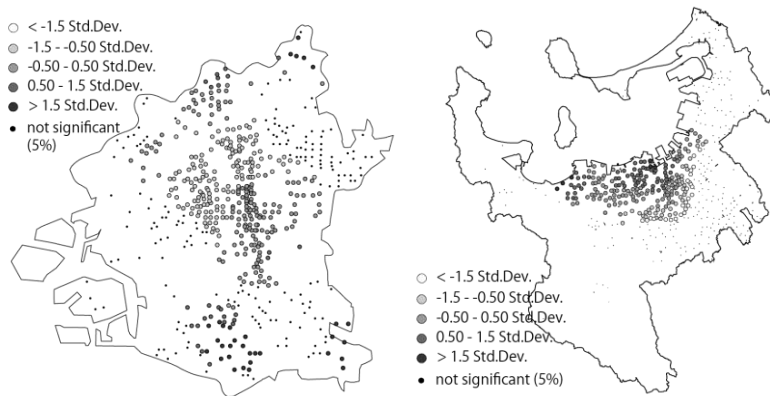 < -1.5 Std.Dev.
-1.5 - -0.50 Std.Dev.
-0.50 - 0.50 Std.Dev.
0.50 - 1.5 Std.Dev.
> 1.5 Std.Dev.
not significant
(5%)
< -1.5 Std.Dev.
-1.5 - -0.50 Std.Dev.
-0.50 - 0.50 Std.Dev.
0.50 - 1.5 Std.Dev.
> 1.5 Std.Dev.
not significant (5%)